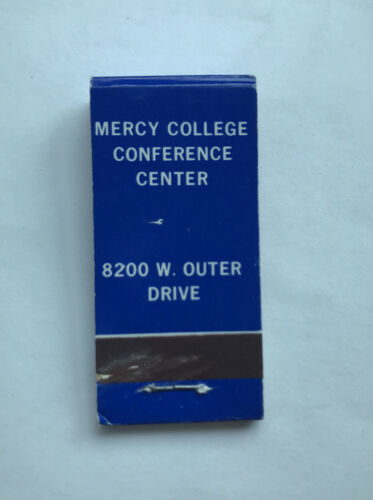 MERCY COLLEGE
CONFERENCE
CENTER
8200 W. OUTER
DRIVE